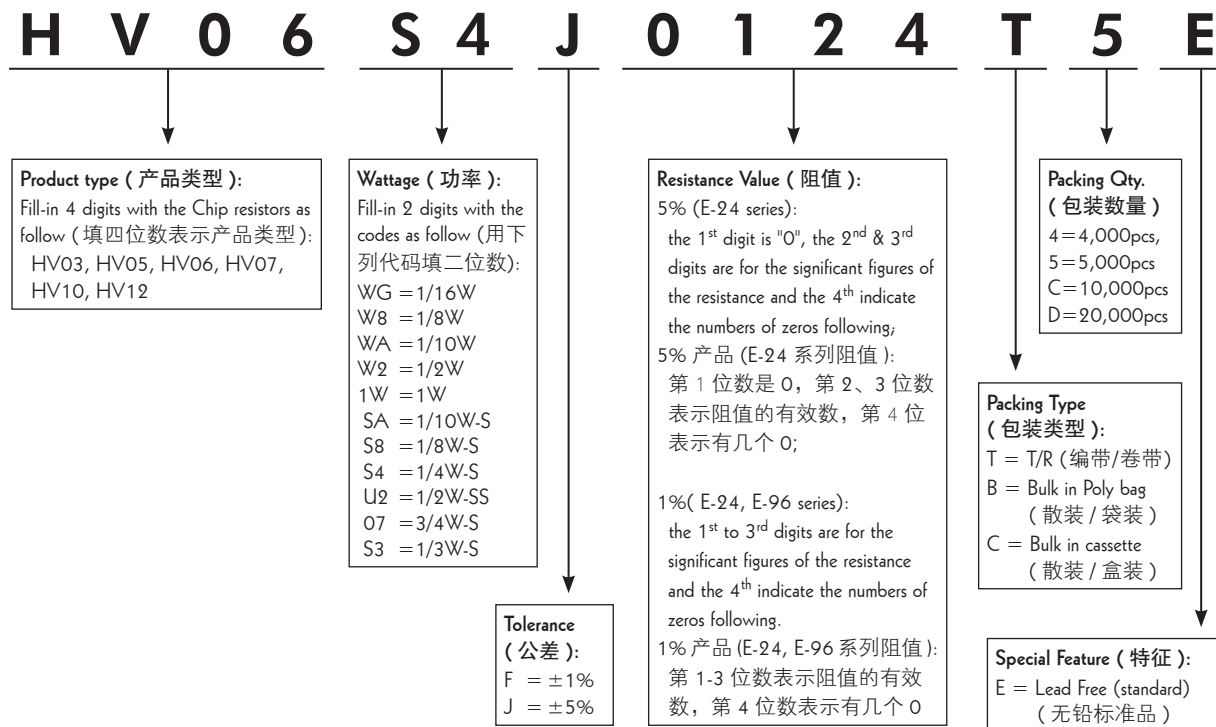 H V 0 6 S 4 J 0 1 2 4 T 5 E
Product type ( 产品类型 ):
Fill-in 4 digits with the Chip resistors as
follow ( 填四位数表示产品类型 ):
HV03, HV05, HV06, HV07,
HV10, HV12
Wattage ( 功率 ):
Fill-in 2 digits with the
codes as follow (用下
列代码填二位数):
WG =1/16W
W8 =1/8W
WA =1/10W
W2 =1/2W
1W =1W
SA =1/10W-S
S8 =1/8W-S
S4 =1/4W-S
U2 =1/2W-SS
07 =3/4W-S
S3 =1/3W-S
Tolerance
( 公差 ):
F = ±1%
J = ±5%
Resistance Value ( 阻值 ):
5% (E-24 series):
the 1st digit is "0", the 2nd & 3rd
digits are for the significant figures of
the resistance and the 4th indicate
the numbers of zeros following;
5% 产品 (E-24 系列阻值 ):
第 1 位数是 0，第 2、3 位数
表示阻值的有效数，第 4 位
表示有几个 0;
1%( E-24, E-96 series):
the 1st to 3rd digits are for the
significant figures of the resistance
and the 4th indicate the numbers of
zeros following.
1% 产品 (E-24, E-96 系列阻值 ):
第 1-3 位数表示阻值的有效
数，第 4 位数表示有几个 0
Packing Qty.
( 包装数量 )
4=4,000pcs,
5=5,000pcs
C=10,000pcs
D=20,000pcs
Packing Type
( 包装类型 ):
T = T/R (编带/卷带)
B = Bulk in Poly bag
( 散装 / 袋装 )
C = Bulk in cassette
( 散装 / 盒装 )
Special Feature ( 特征 ):
E = Lead Free (standard)
( 无铅标准品 )